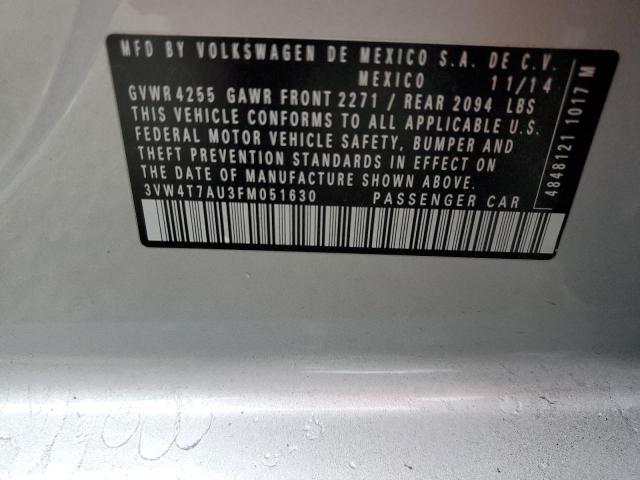 MFD BY VOLKSWAGEN DE MEXICO S.A. DE C.V.
MEXICO 11/14
GVWR 4255 GAWR FRONT 2271 / REAR 2094 LBS
THIS VEHICLE CONFORMS TO ALL APPLICABLE U.S.
FEDERAL MOTOR VEHICLE SAFETY, BUMPER AND
THEFT PREVENTION STANDARDS IN EFFECT ON
THE DATE OF MANUFACTURE SHOWN ABOVE.
3VW4T7AU3FM051630 PASSENGER CAR
4848121 1017 M